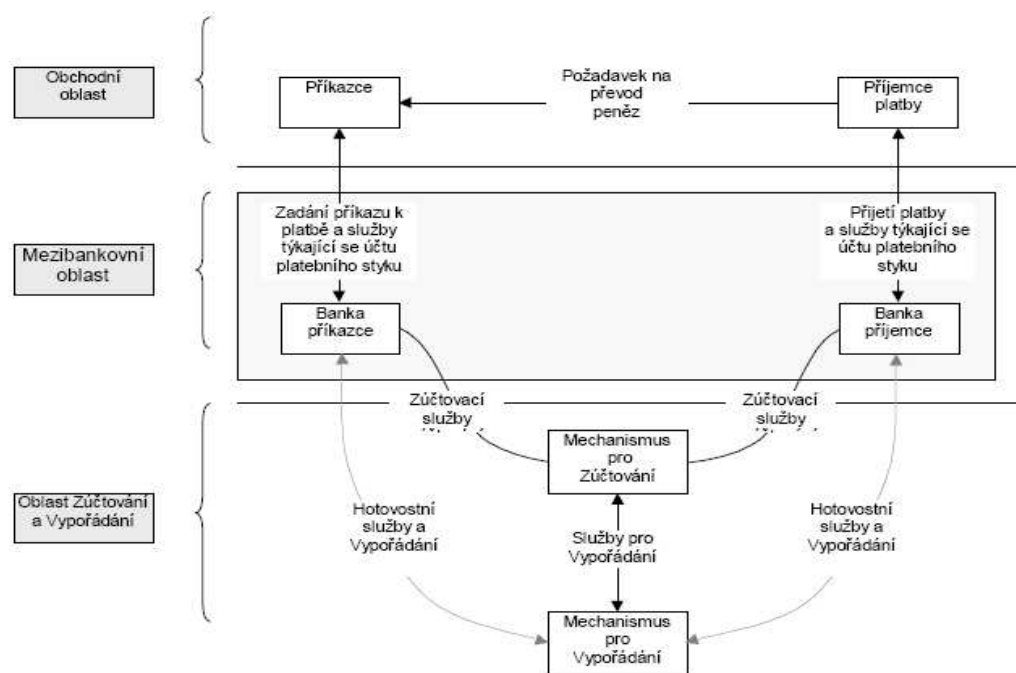 Obchodní
oblast
Příkazce
Požadavek na
převod
peněz
Příjemce
platby
Mezibankovní
oblast
Zadání příkazu k
platbě a služby
týkající se účtu
platebního styku
Přijetí platby
a služby týkající se
účtu platebního
styku
Banka
příkazce
Banka
příjemce
Zúčtovací
služby
Zúčtovací
služby
Oblast Zúčtování
a Vypořádání
Mechanismus
pro
Zúčtování
Hotovostní
služby a
Vypořádání
Služby pro
Vypořádání
Hotovostní
služby a
Vypořádání
Mechanismus
pro
Vypořádání